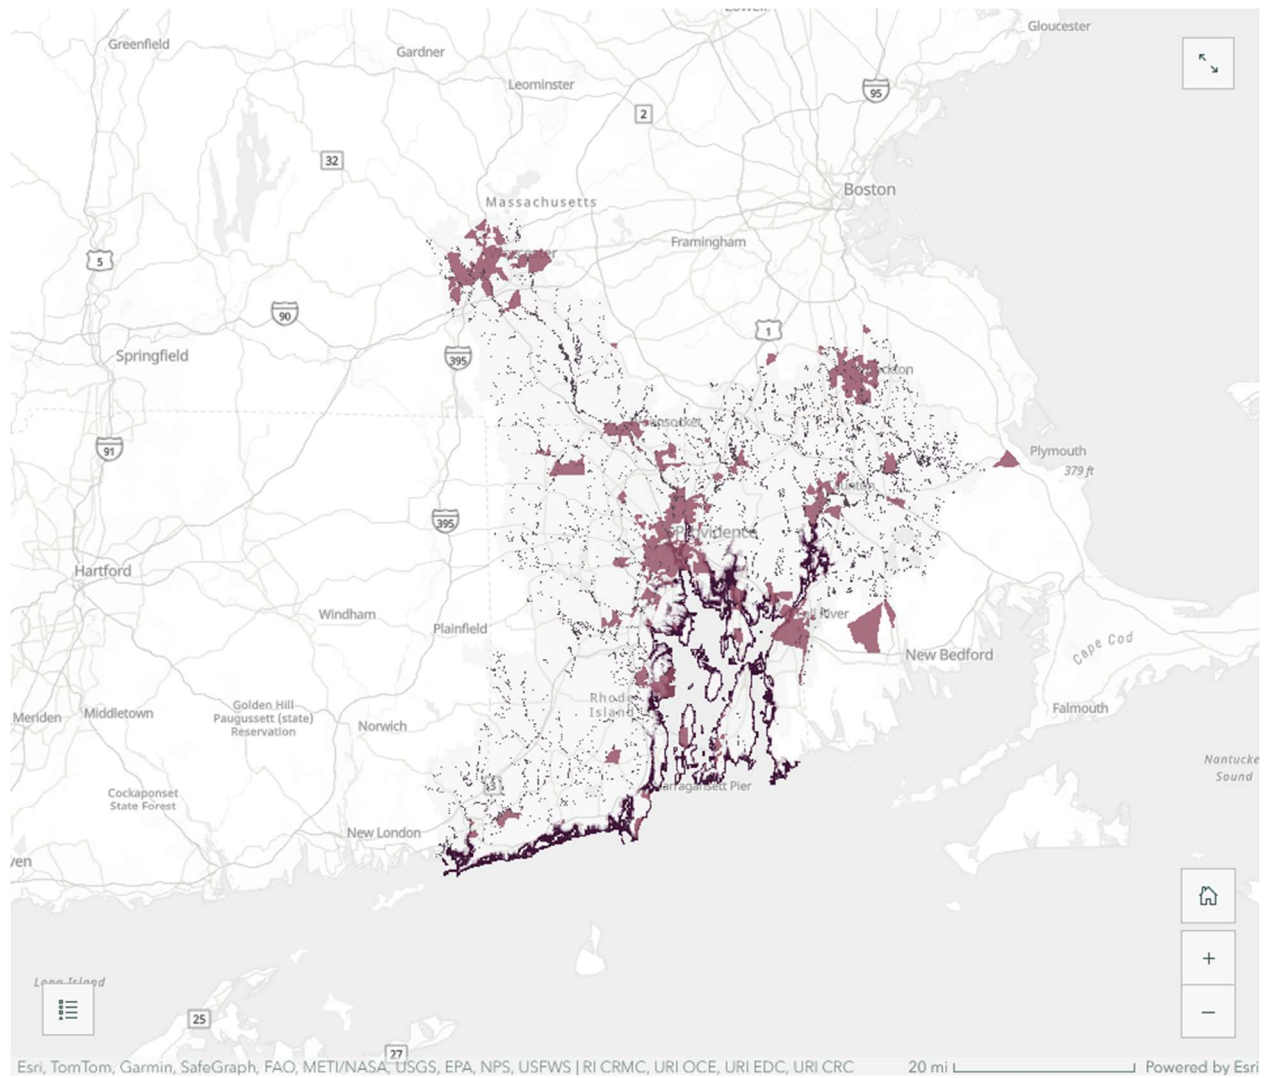 Gloucester
Greenfield
Gardner
Leominster
95
2
32
Boston
Massachusetts
Framingham
5
90
1
395
Springfield
91
Plymouth
379 ft
395
Providence
Hartford
Windham
Plainfield
New Bedford
Cape Cod
Rhode
Island
Meriden
Middletown
Golden Hill
Paugussett (state)
Reservation
Norwich
Falmouth
Sound
Cockaponset
State Forest
3
New London
Long Island
25
27
Esri, TomTom, Garmin, SafeGraph, FAO, METI/NASA, USGS, EPA, NPS, USFWS | RI CRMC, URI OCE, URI EDC, URI CRC
20 mi
Powered by Esri